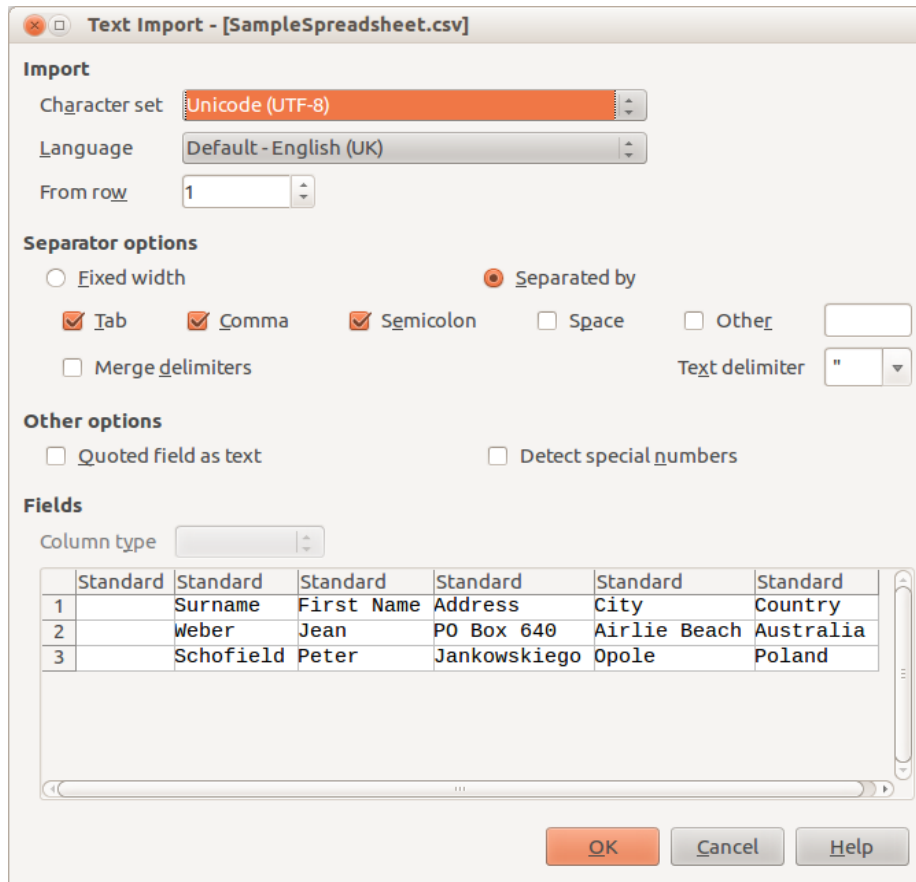 Text Import - [SampleSpreadsheet.csv]
Import
Character set Unicode (UTF-8)
Language Default - English (UK)
From row 1
Separator options
Fixed width Separated by
Tab Comma Semicolon Space Other
Merge delimiters Text delimiter "
Other options
Quoted field as text Detect special numbers
Fields
Column type
Standard Standard Standard Standard Standard Standard
1 Surname First Name Address City Country
2 Weber Jean PO Box 640 Airlie Beach Australia
3 Schofield Peter Jankowskiego Opole Poland
OK Cancel Help